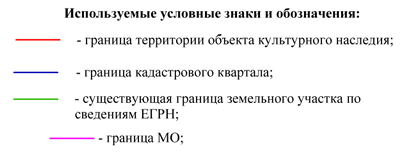 Используемые условные знаки и обозначения:
- граница территории объекта культурного наследия;
- граница кадастрового квартала;
- существующая граница земельного участка по
сведениям ЕГРН;
- граница МО;